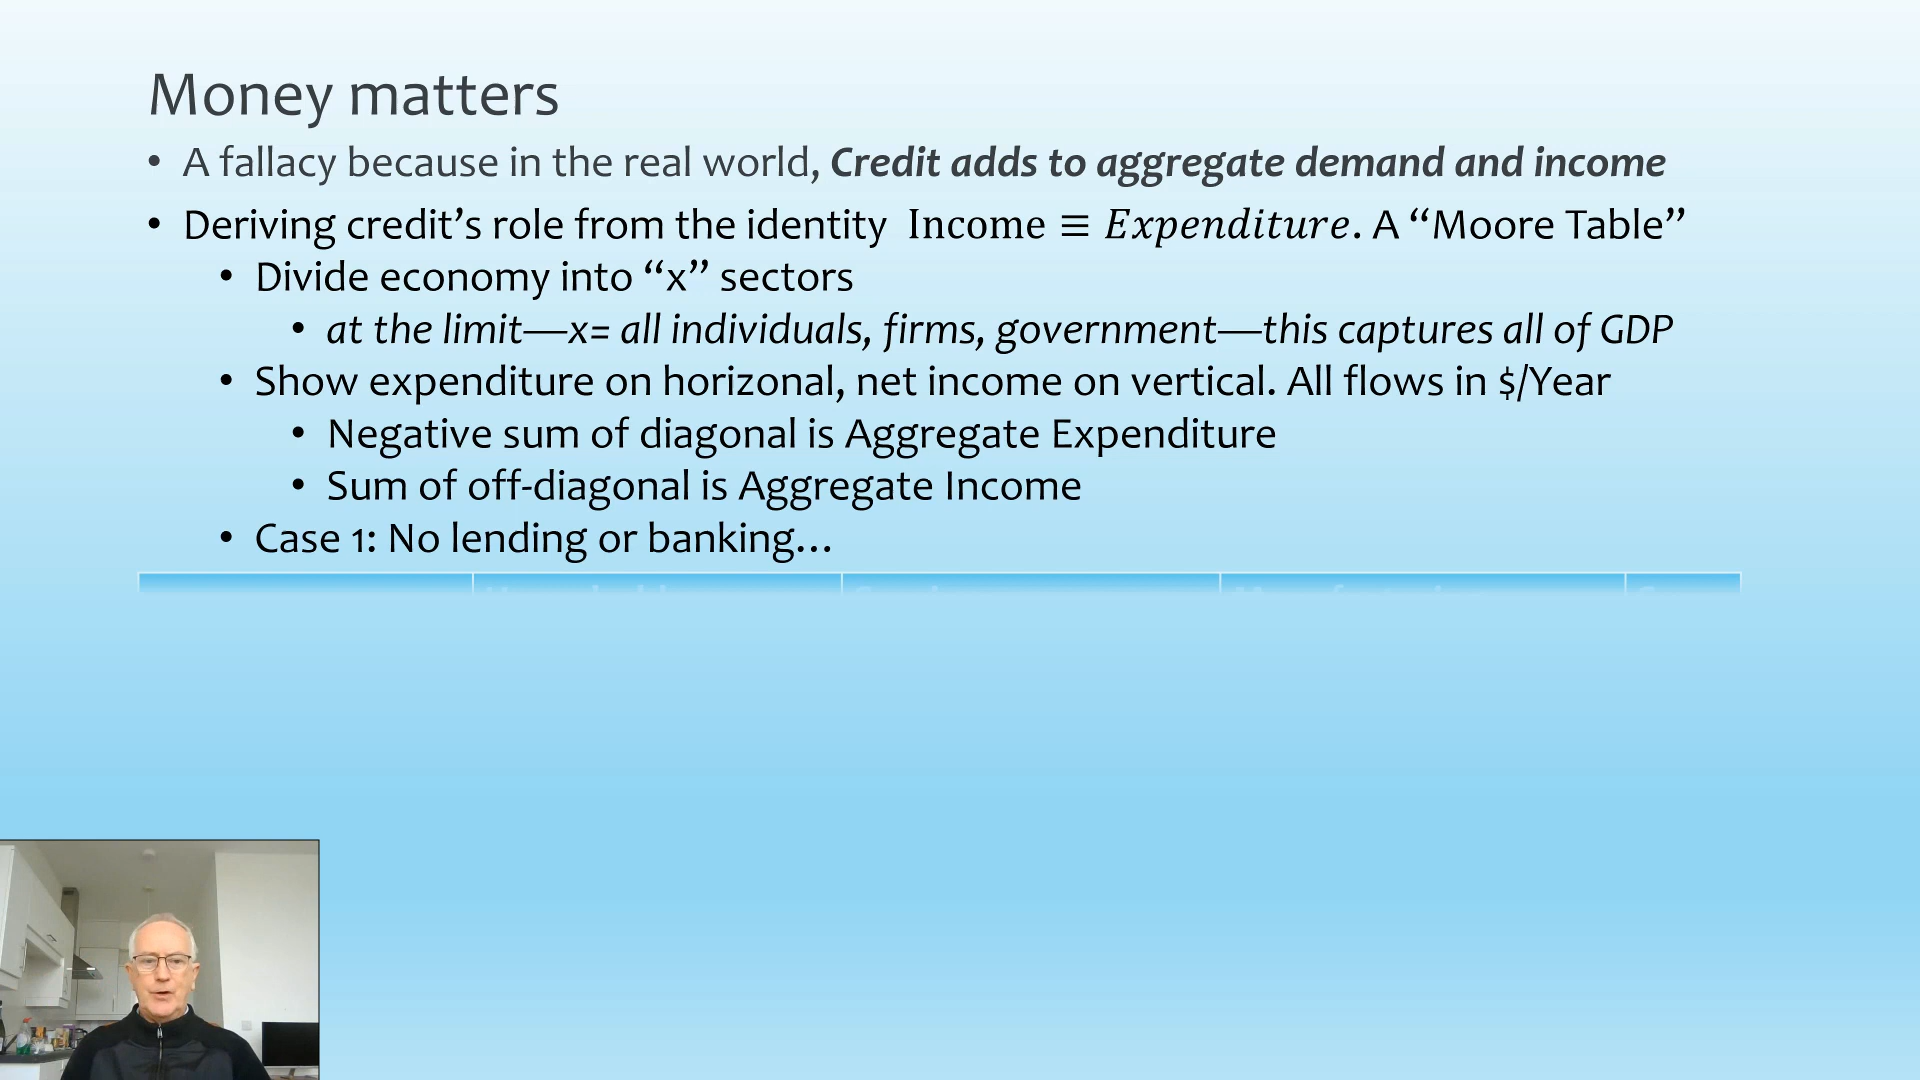 Money matters
• A fallacy because in the real world, Credit adds to aggregate demand and income
• Deriving credit’s role from the identity Income ≡ Expenditure. A “Moore Table”
• Divide economy into “x” sectors
• at the limit—x= all individuals, firms, government—this captures all of GDP
• Show expenditure on horizonal, net income on vertical. All flows in $/Year
• Negative sum of diagonal is Aggregate Expenditure
• Sum of off-diagonal is Aggregate Income
• Case 1: No lending or banking…